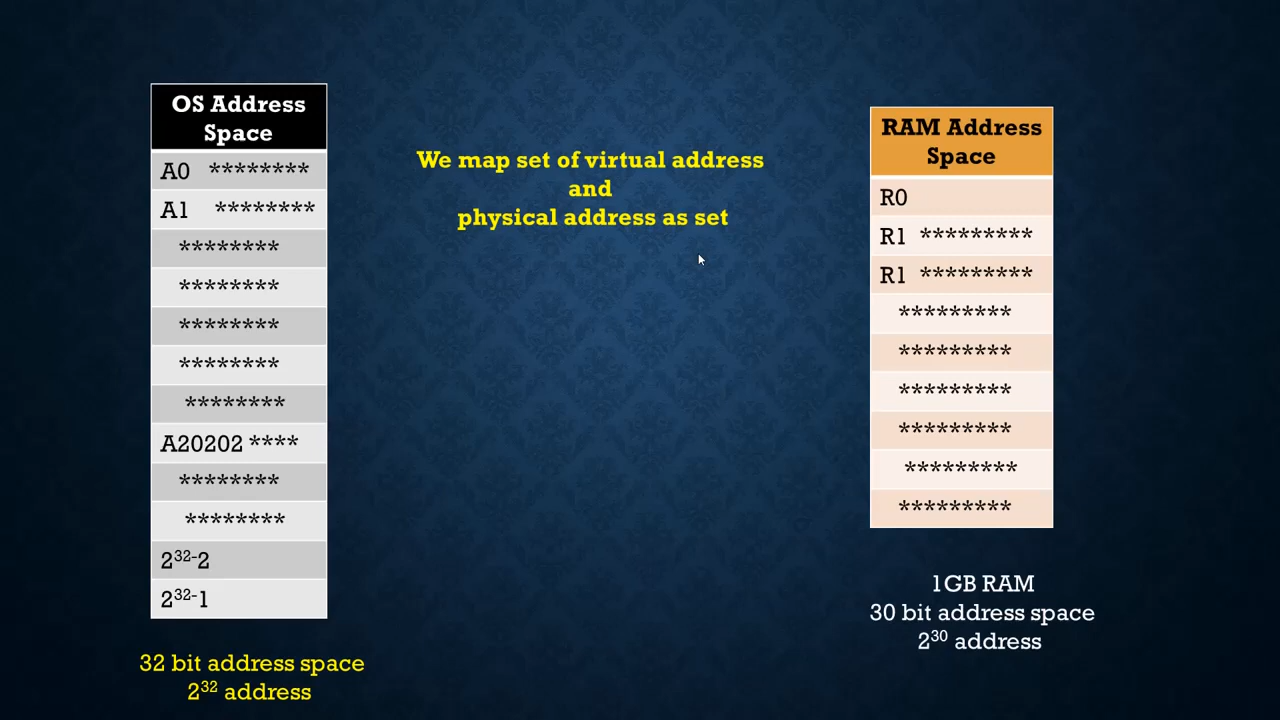 OS Address
Space
A0 ********
A1 ********
********
********
********
********
********
A20202 ****
********
********
2³²-2
2³²-1
32 bit address space
2³² address
We map set of virtual address
and
physical address as set
RAM Address
Space
R0
R1 *********
R1 *********
*********
*********
*********
*********
*********
*********
1GB RAM
30 bit address space
2³⁰ address